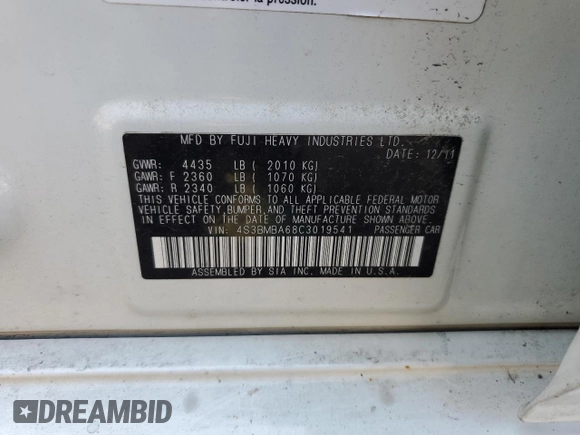 la pression.
MFD BY FUJI HEAVY INDUSTRIES LTD.
DATE: 12/11
GVWR: 4435 LB ( 2010 KG)
GAWR: F 2360 LB ( 1070 KG)
GAWR: R 2340 LB ( 1060 KG)
THIS VEHICLE CONFORMS TO ALL APPLICABLE FEDERAL MOTOR
VEHICLE SAFETY,BUMPER,AND THEFT PREVENTION STANDARDS
IN EFFECT ON THE DATE OF MANUFACTURE SHOWN ABOVE.
VIN: 4S3BMBA68C3019541 PASSENGER CAR
ASSEMBLED BY SIA INC. MADE IN U.S.A.
DREAMBID